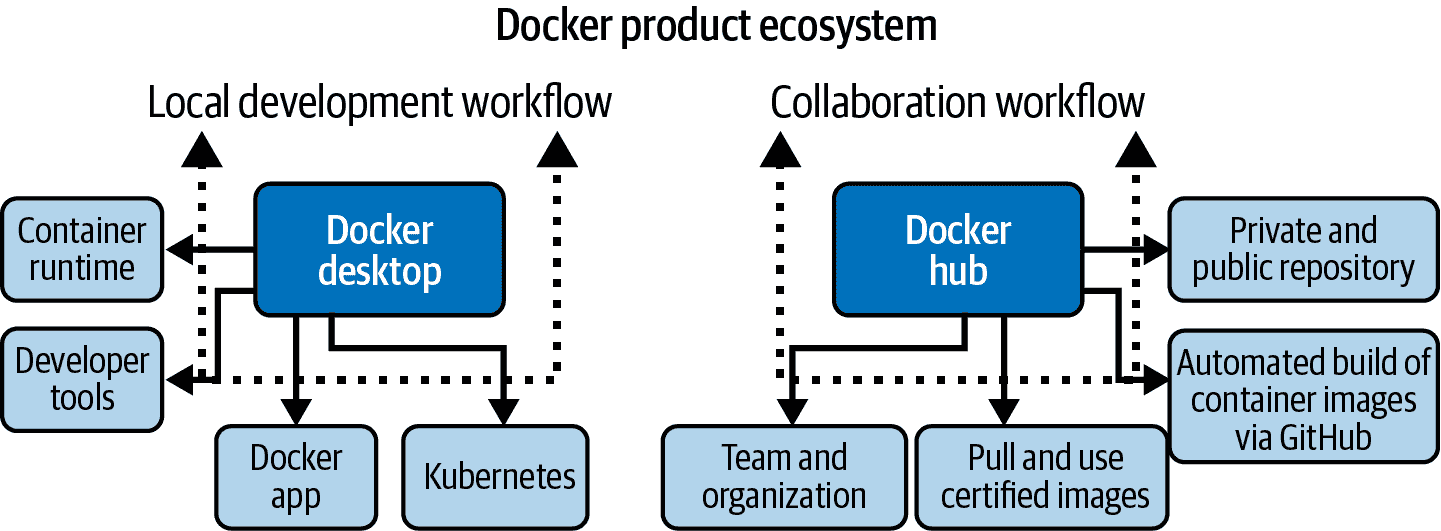 Docker product ecosystem
Local development workflow
Collaboration workflow
Container
runtime
Docker
desktop
Developer
tools
Docker
app
Kubernetes
Docker
hub
Private and
public repository
Automated build of
container images
via GitHub
Team and
organization
Pull and use
certified images